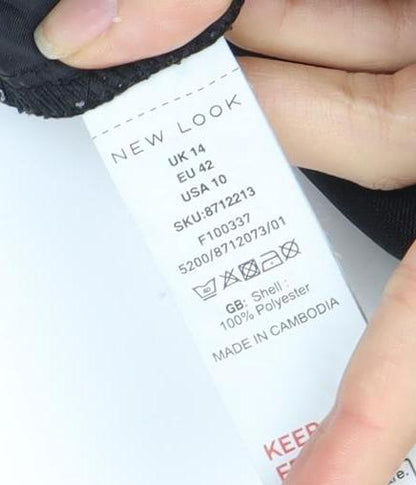 NEW LOOK
UK 14
EU 42
USA 10
SKU:8712213
F100337
5200/8712073/01
GB: Shell :
100% Polyester
MADE IN CAMBODIA
KEEP